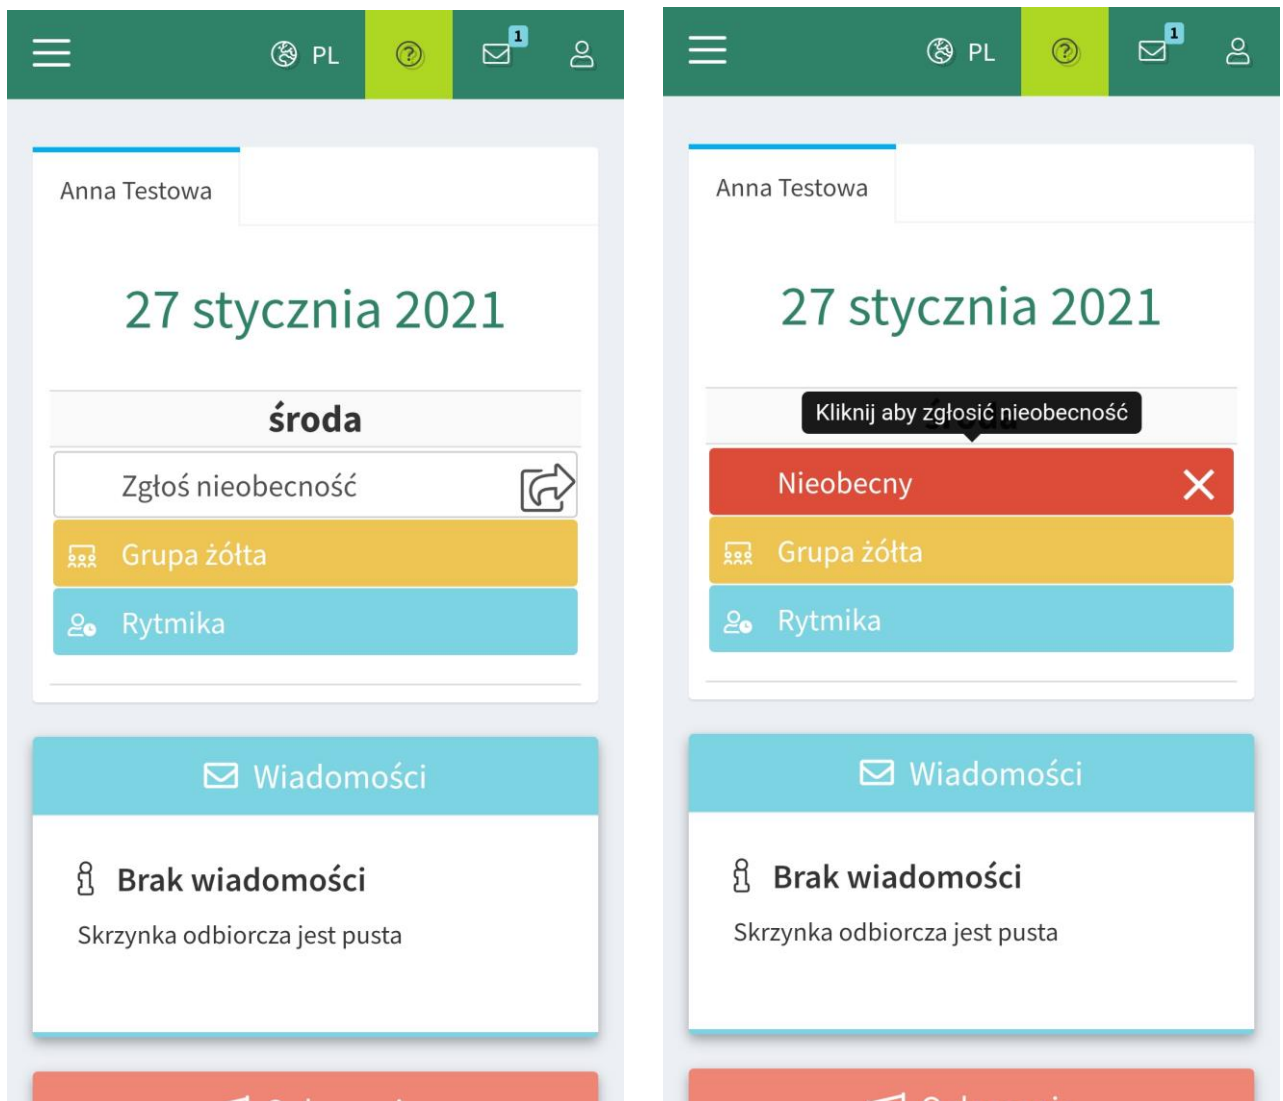 PL
1
Anna Testowa
27 stycznia 2021
środa
Zgłoś nieobecność
Grupa żółta
Rytmika
Wiadomości
Brak wiadomości
Skrzynka odbiorcza jest pusta
PL
1
Anna Testowa
27 stycznia 2021
Kliknij aby zgłosić nieobecność
Nieobecny
Grupa żółta
Rytmika
Wiadomości
Brak wiadomości
Skrzynka odbiorcza jest pusta